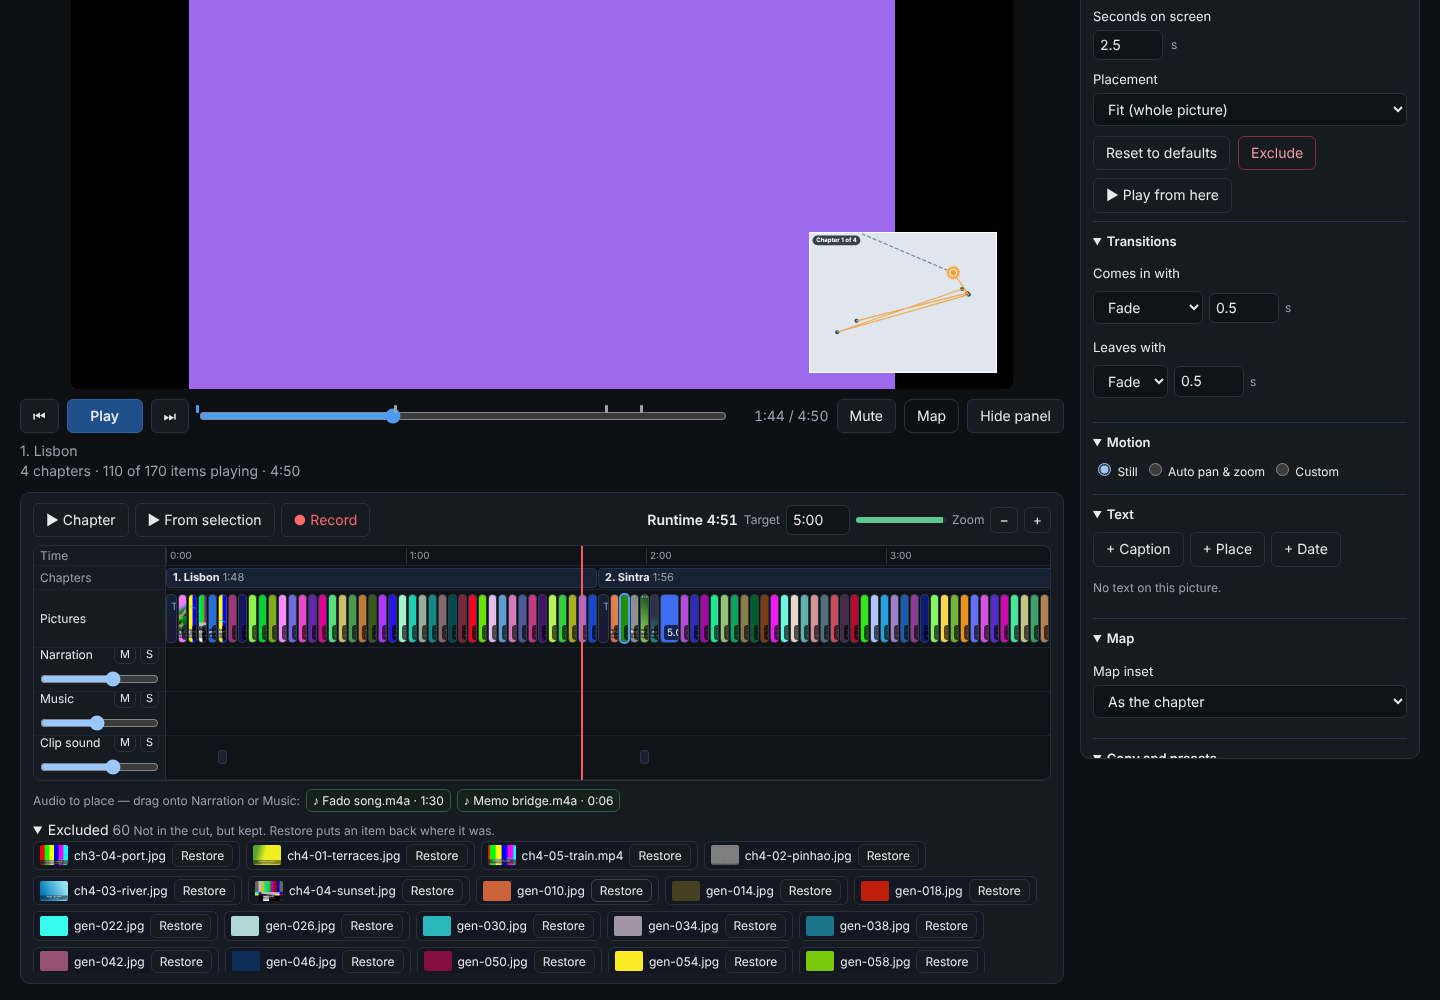 Chapter 1 of 4
Play
1:44 / 4:50
Mute
Map
Hide panel
1. Lisbon
4 chapters · 110 of 170 items playing · 4:50
▶ Chapter
▶ From selection
Record
Runtime 4:51
Target
5:00
Zoom
−
+
Time
0:00
1:00
2:00
3:00
Chapters
1. Lisbon 1:48
2. Sintra 1:56
Pictures
Narration
M
S
Music
M
S
Clip sound
M
S
Audio to place — drag onto Narration or Music:
♪ Fado song.m4a · 1:30
♪ Memo bridge.m4a · 0:06
▼ Excluded 60 Not in the cut, but kept. Restore puts an item back where it was.
ch3-04-port.jpg Restore
ch4-01-terraces.jpg Restore
ch4-05-train.mp4 Restore
ch4-02-pinhao.jpg Restore
ch4-03-river.jpg Restore
ch4-04-sunset.jpg Restore
gen-010.jpg Restore
gen-014.jpg Restore
gen-018.jpg Restore
gen-022.jpg Restore
gen-026.jpg Restore
gen-030.jpg Restore
gen-034.jpg Restore
gen-038.jpg Restore
gen-042.jpg Restore
gen-046.jpg Restore
gen-050.jpg Restore
gen-054.jpg Restore
gen-058.jpg Restore
Seconds on screen
2.5 s
Placement
Fit (whole picture)
Reset to defaults
Exclude
▶ Play from here
▼ Transitions
Comes in with
Fade
0.5 s
Leaves with
Fade
0.5 s
▼ Motion
Still
Auto pan & zoom
Custom
▼ Text
+ Caption
+ Place
+ Date
No text on this picture.
▼ Map
Map inset
As the chapter
▼ Copy and presets